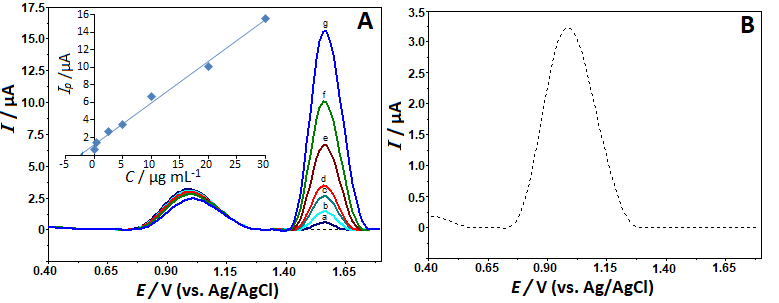 A
17.5
15.0
12.5
10.0
7.5
5.0
2.5
0
I / µA
0.40 0.65 0.90 1.15 1.40 1.65
E / V (vs. Ag/AgCl)
g
f
e
d
c
b
a
16
14
12
10
8
6
4
2
Ip /µA
-5 0 5 10 15 20 25 30
C / µg mL-1
B
3.5
3.0
2.5
2.0
1.5
1.0
0.5
0
I / µA
0.40 0.65 0.90 1.15 1.40 1.65
E / V (vs. Ag/AgCl)